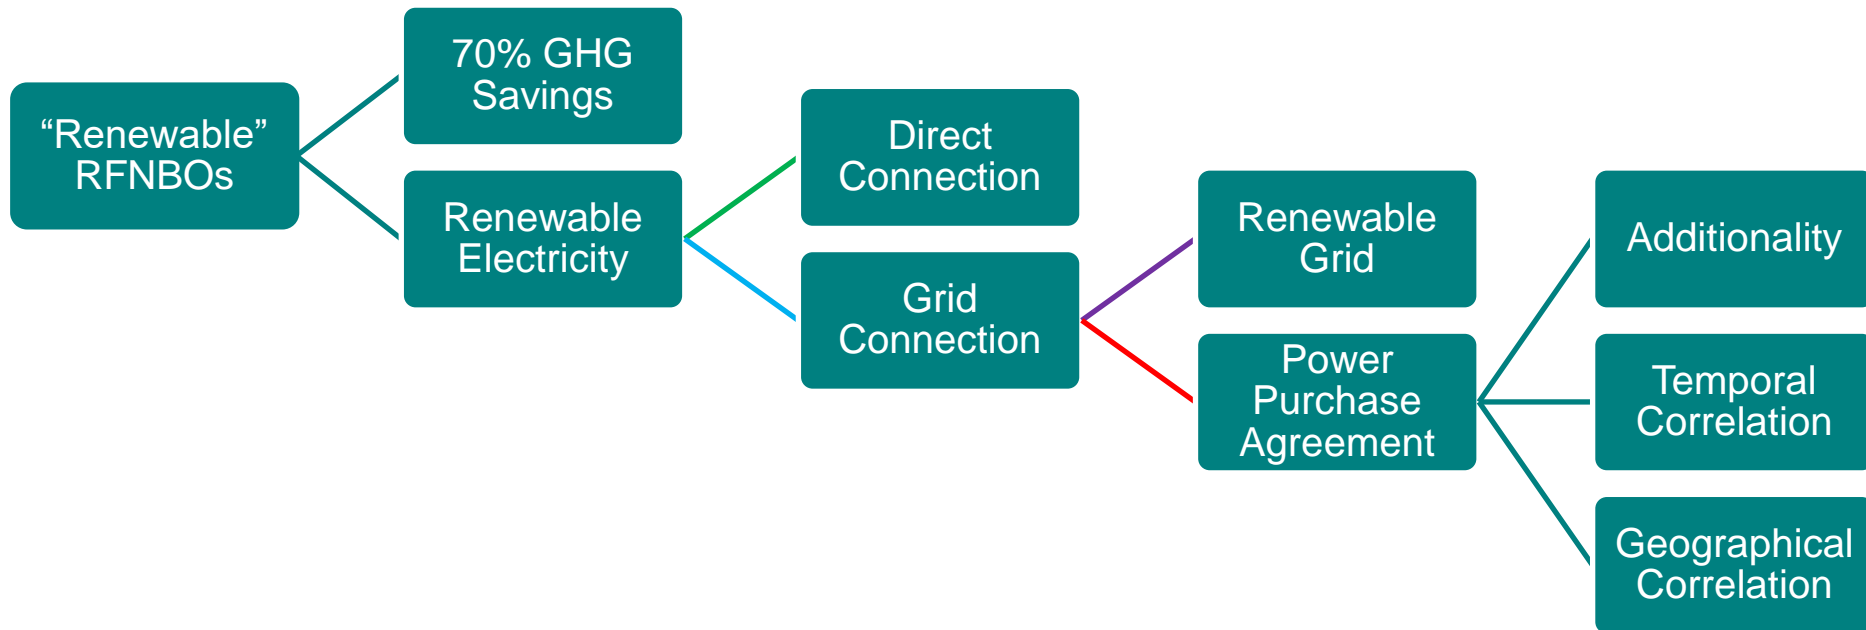 “Renewable”
RFNBOs
70% GHG
Savings
Renewable
Electricity
Direct
Connection
Grid
Connection
Renewable
Grid
Power
Purchase
Agreement
Additionality
Temporal
Correlation
Geographical
Correlation